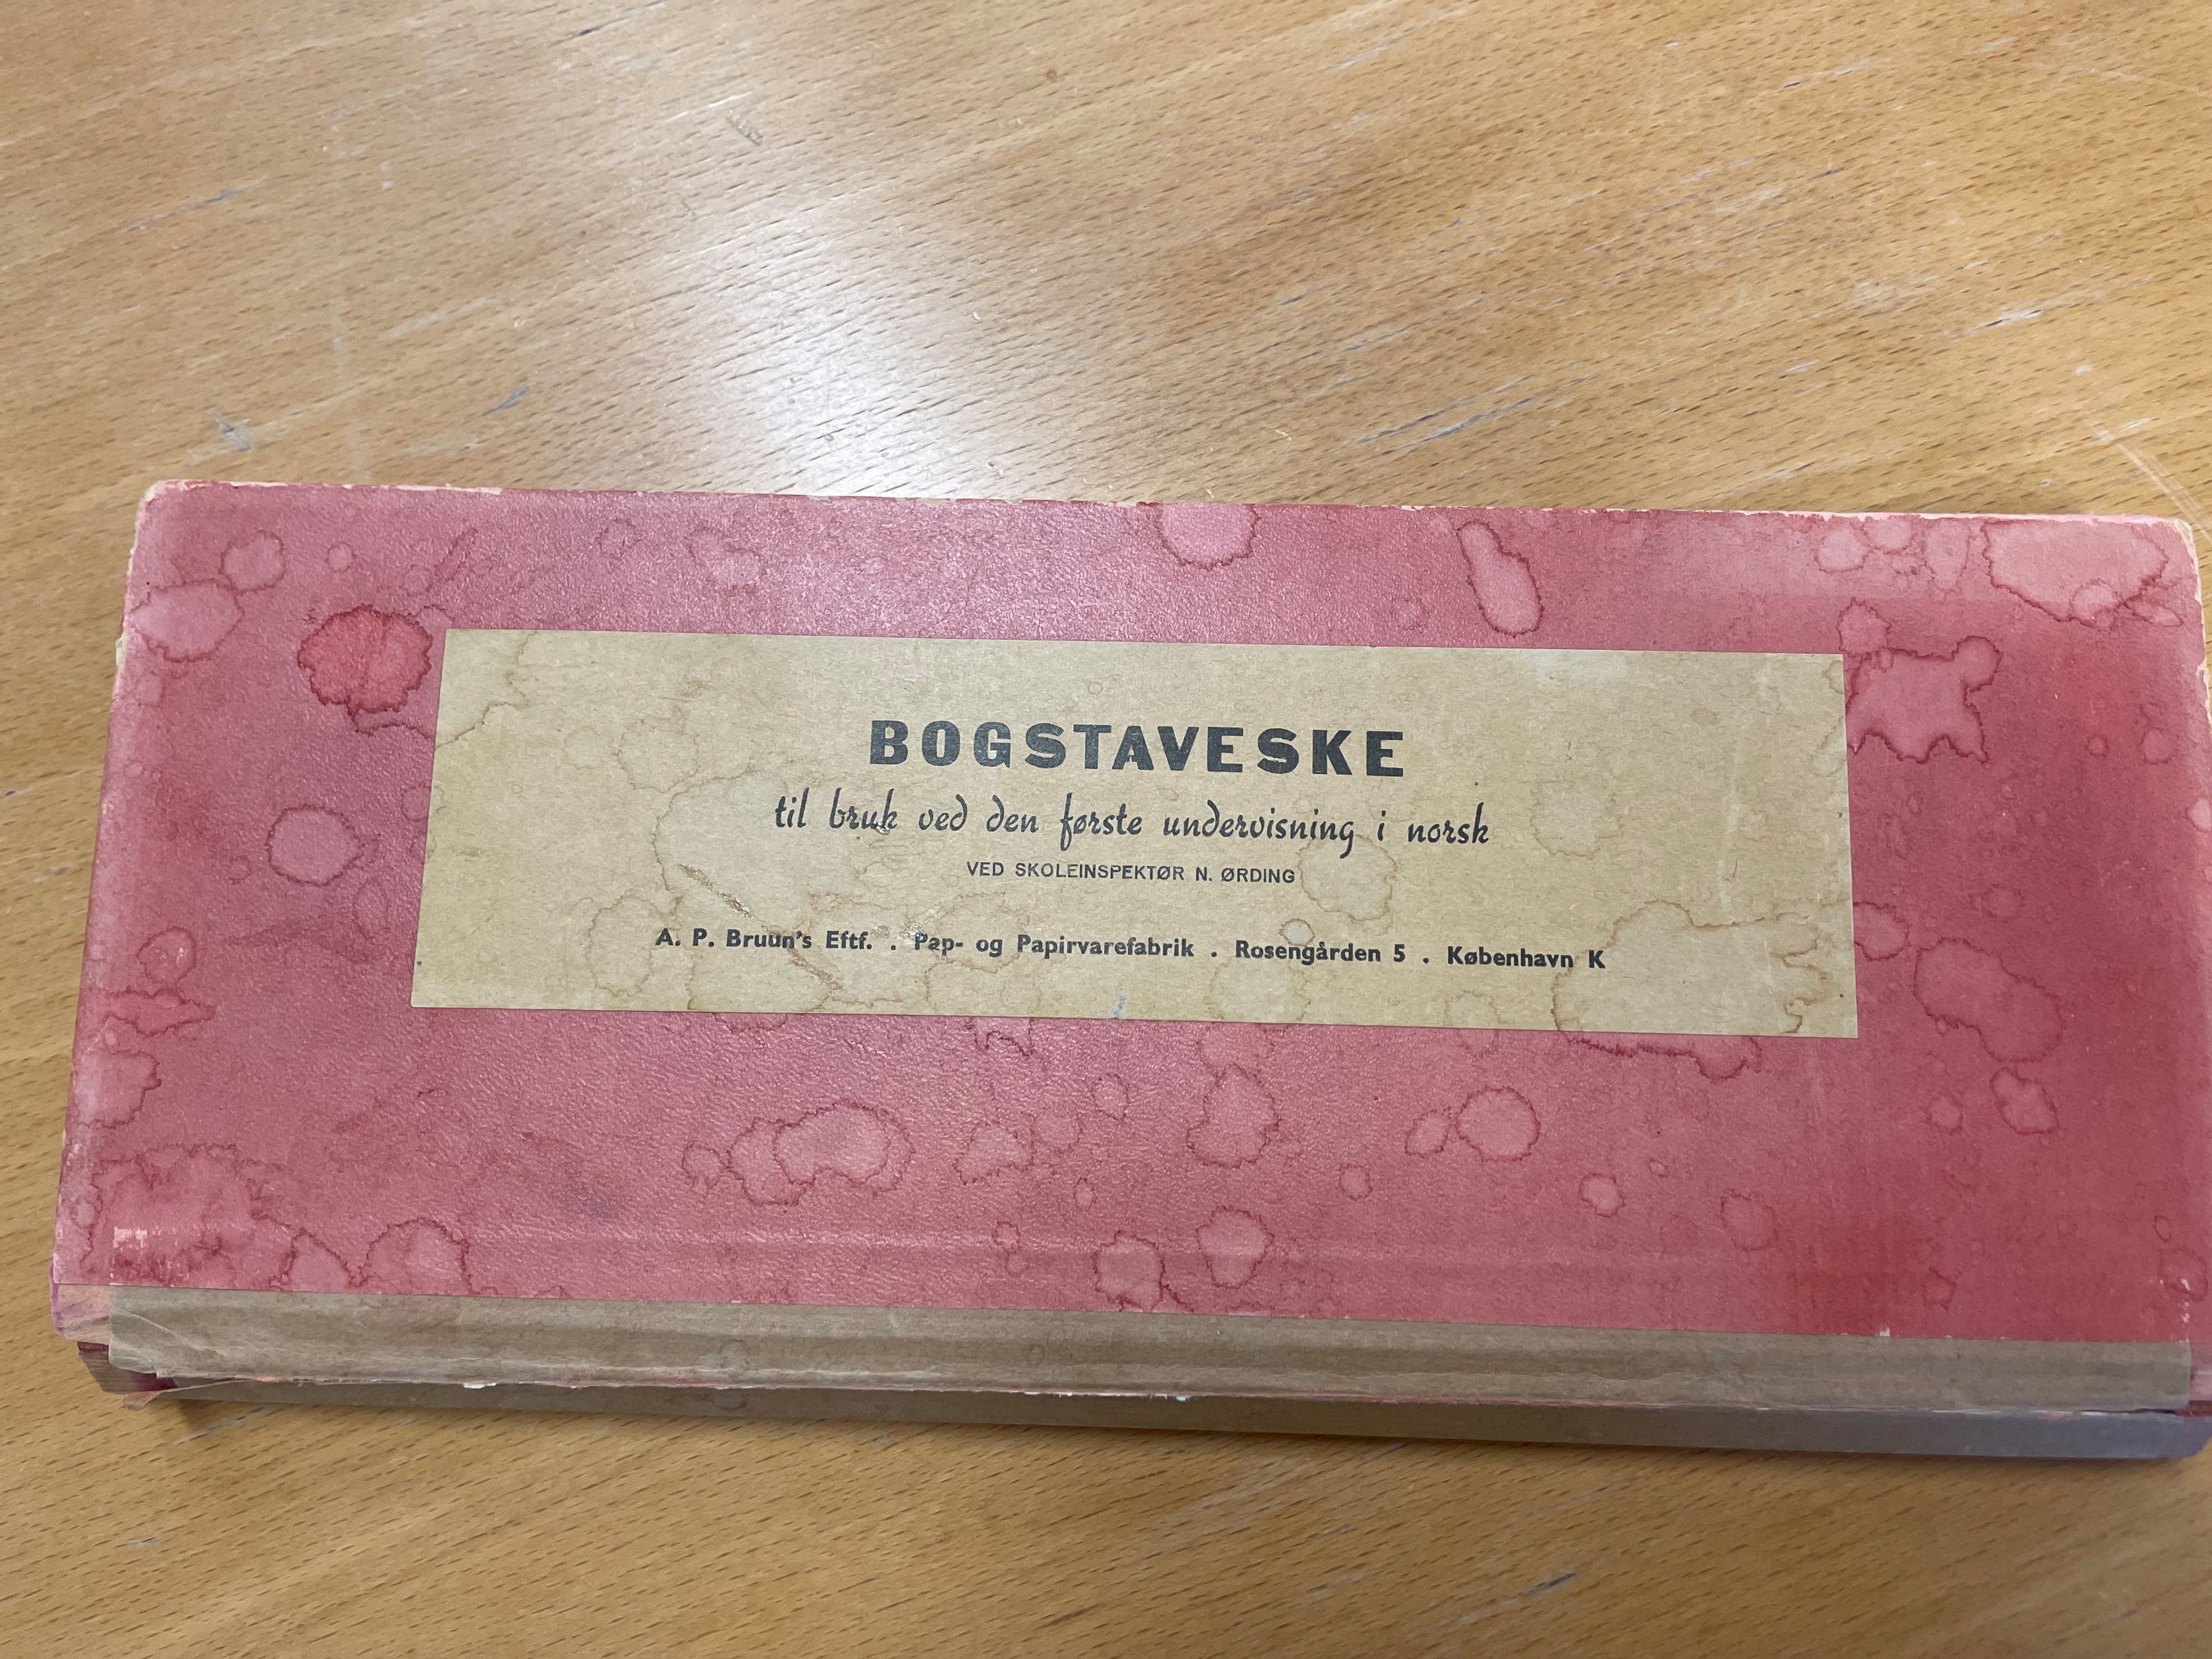 BOGSTAVESKE
til bruk ved den første undervisning i norsk
VED SKOLEINSPEKTØR N. ØRDING
A. P. Bruun's Eftf. . Pap- og Papirvarefabrik . Rosengården 5 . København K